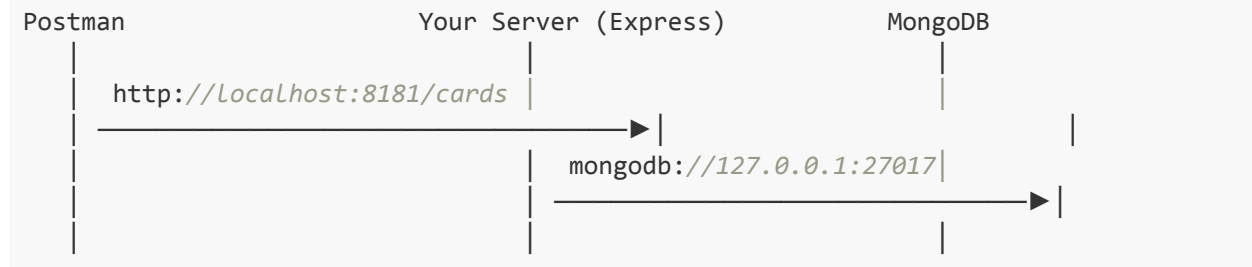 Postman Your Server (Express) MongoDB
http://localhost:8181/cards
mongodb://127.0.0.1:27017